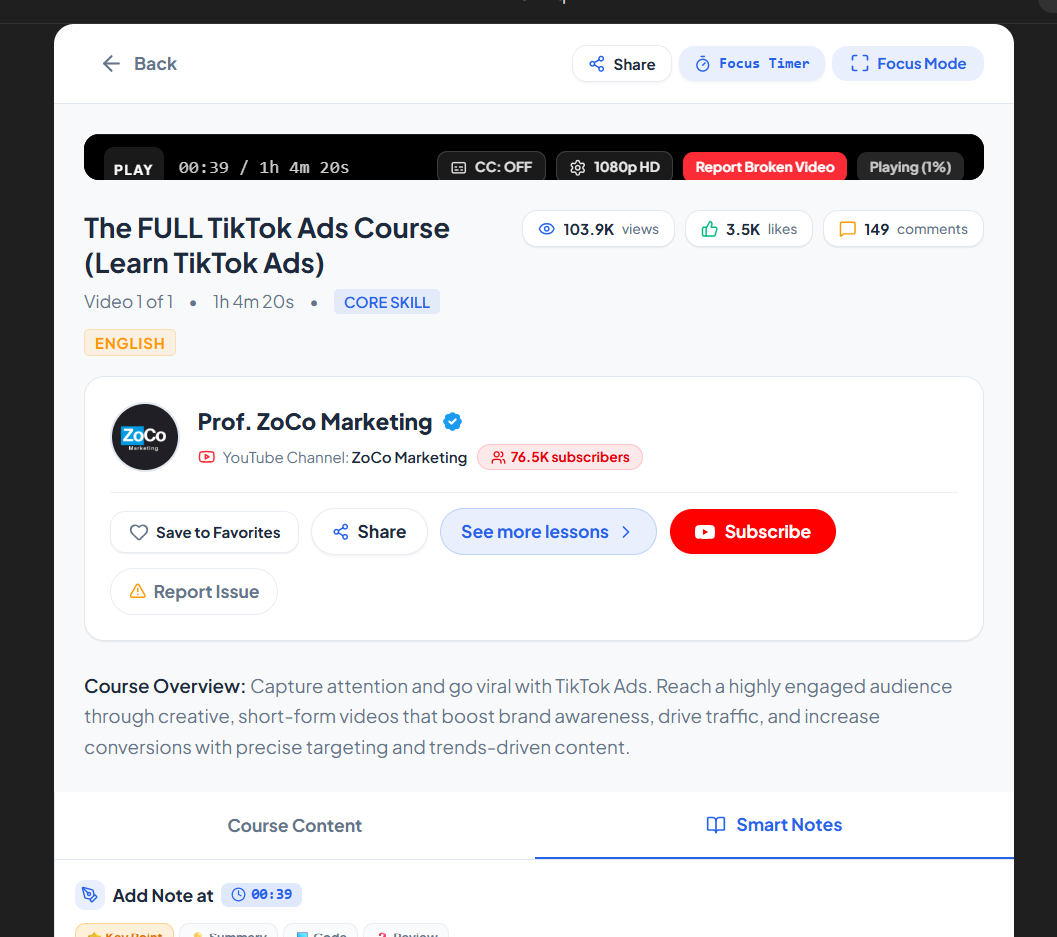 Back
Share
Focus Timer
Focus Mode
PLAY
00:39 / 1h 4m 20s
CC: OFF
1080p HD
Report Broken Video
Playing (1%)
The FULL TikTok Ads Course
(Learn TikTok Ads)
103.9K views
3.5K likes
149 comments
Video 1 of 1 • 1h 4m 20s • CORE SKILL
ENGLISH
ZoCo
Marketing
Prof. ZoCo Marketing
YouTube Channel: ZoCo Marketing
76.5K subscribers
Save to Favorites
Share
See more lessons
Subscribe
Report Issue
Course Overview: Capture attention and go viral with TikTok Ads. Reach a highly engaged audience
through creative, short-form videos that boost brand awareness, drive traffic, and increase
conversions with precise targeting and trends-driven content.
Course Content
Smart Notes
Add Note at 00:39
Key Point
Summary
Code
Review